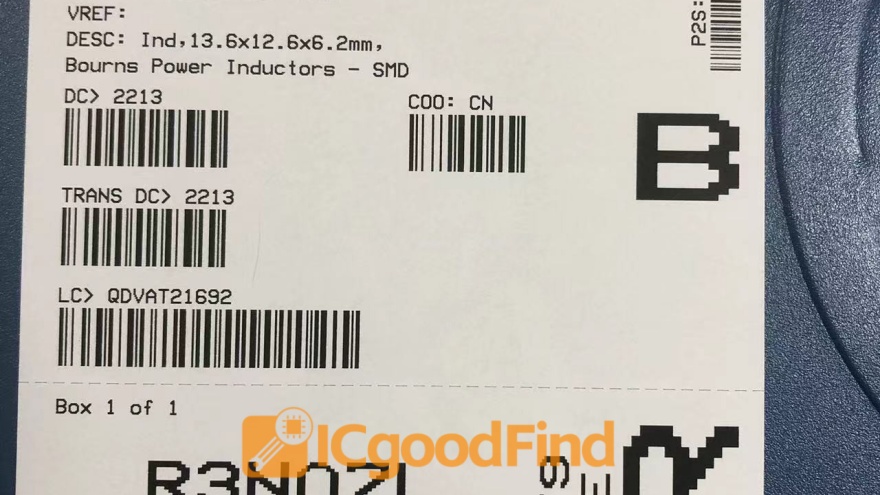 VREF:
DESC: Ind,13.6x12.6x6.2mm,
Bourns Power Inductors - SMD
DC> 2213
COO: CN
P2S:
B
TRANS DC> 2213
LC> QDVAT21692
Box 1 of 1
ICgoodFind